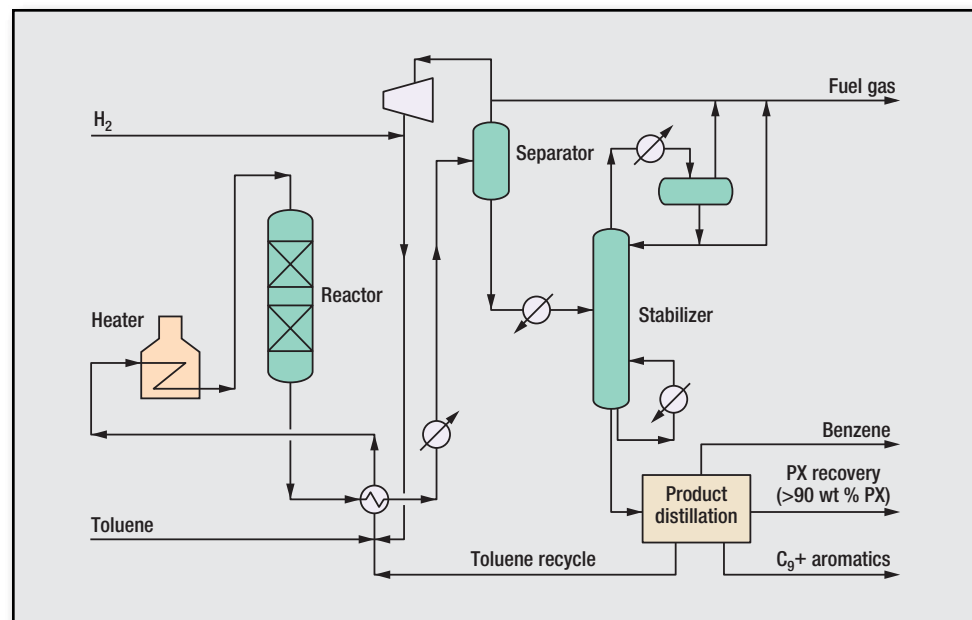 Fuel gas
H₂
Separator
Reactor
Heater
Stabilizer
Benzene
PX recovery
(>90 wt % PX)
Product
distillation
Toluene
Toluene recycle
C₉+ aromatics